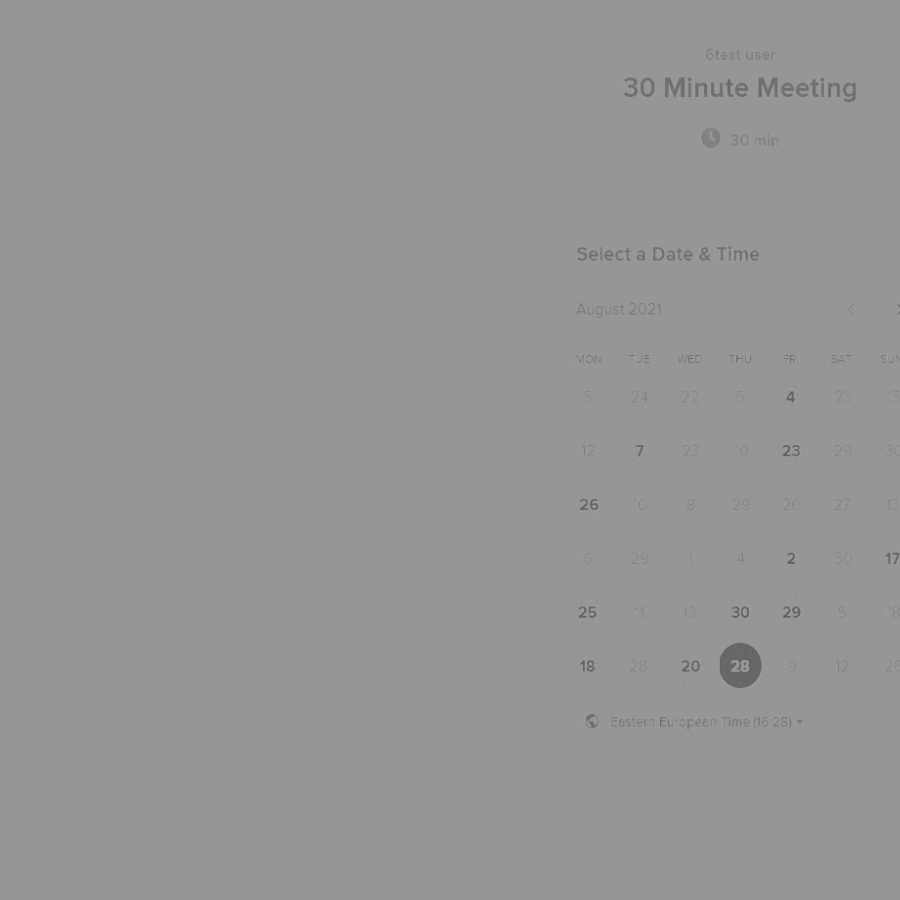 6test user
30 Minute Meeting
30 min
Select a Date & Time
August 2021
MON TUE WED THU FRI SAT SUN
5 24 22 5 4 23 15
12 7 23 10 23 29 30
26 10 8 29 20 27 13
6 29 1 4 2 30 17
25 11 13 30 29 5 18
18 28 20 28 9 12 25
Eastern European Time (16:28)